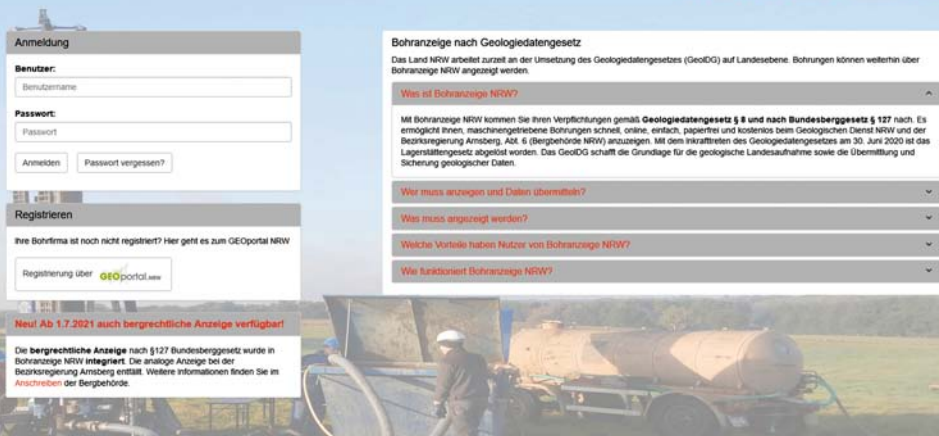 Anmeldung
Benutzer:
Benutzername
Passwort:
Passwort
Anmelden
Passwort vergessen?
Registrieren
Ihre Bohrfirma ist noch nicht registriert? Hier geht es zum GEOportal NRW
Registrierung über GEOportal.NRW
Neu! Ab 1.7.2021 auch bergrechtliche Anzeige verfügbar!
Die bergrechtliche Anzeige nach §127 Bundesberggesetz wurde in
Bohranzeige NRW integriert. Die analoge Anzeige bei der
Bezirksregierung Arnsberg entfällt. Weitere Informationen finden Sie im
Anschreiben der Bergbehörde.
Bohranzeige nach Geologiedatengesetz
Das Land NRW arbeitet zurzeit an der Umsetzung des Geologiedatengesetzes (GeolDG) auf Landesebene. Bohrungen können weiterhin über
Bohranzeige NRW angezeigt werden.
Was ist Bohranzeige NRW?
Mit Bohranzeige NRW kommen Sie Ihren Verpflichtungen gemäß Geologiedatengesetz § 8 und nach Bundesberggesetz § 127 nach. Es
ermöglicht Ihnen, maschinengetriebene Bohrungen schnell, online, einfach, papierfrei und kostenlos beim Geologischen Dienst NRW und der
Bezirksregierung Arnsberg, Abt. 6 (Bergbehörde NRW) anzuzeigen. Mit dem Inkrafttreten des Geologiedatengesetzes am 30. Juni 2020 ist das
Lagerstättengesetz abgelöst worden. Das GeolDG schafft die Grundlage für die geologische Landesaufnahme sowie die Übermittlung und
Sicherung geologischer Daten.
Wer muss anzeigen und Daten übermitteln?
Was muss angezeigt werden?
Welche Vorteile haben Nutzer von Bohranzeige NRW?
Wie funktioniert Bohranzeige NRW?